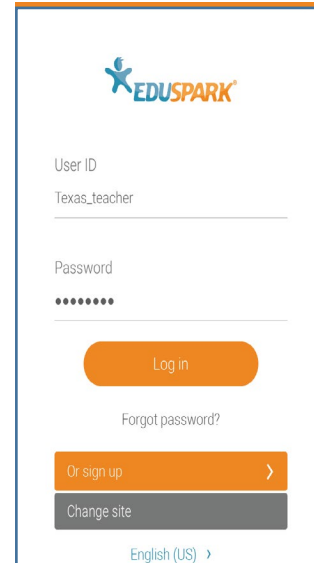 EDUSPARK®
User ID
Texas_teacher
Password
••••••••
Log in
Forgot password?
Or sign up
Change site
English (US)